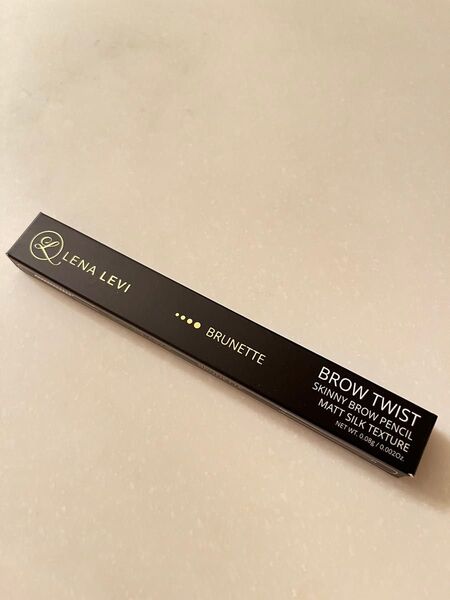 L
LENA LEVI
BRUNETTE
BROW TWIST
SKINNY BROW PENCIL
MATT SILK TEXTURE
NET WT. 0.08g / 0.002Oz.